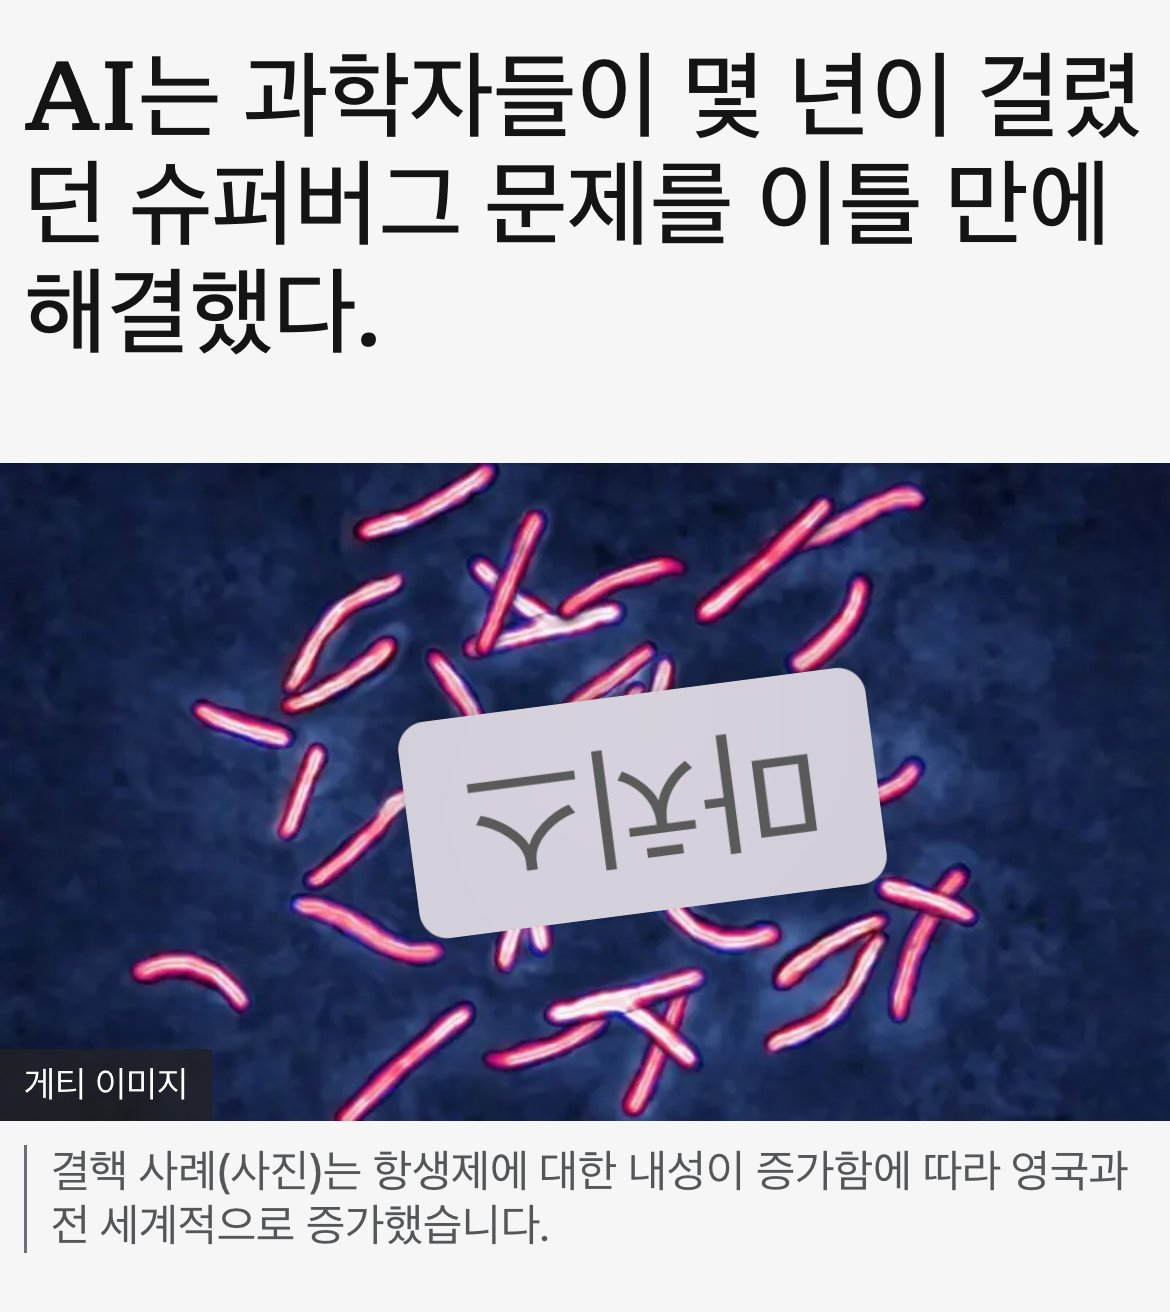 AI는 과학자들이 몇 년이 걸렸
던 슈퍼버그 문제를 이틀 만에
해결했다.
마치스
게티 이미지
결핵 사례(사진)는 항생제에 대한 내성이 증가함에 따라 영국과
전 세계적으로 증가했습니다.